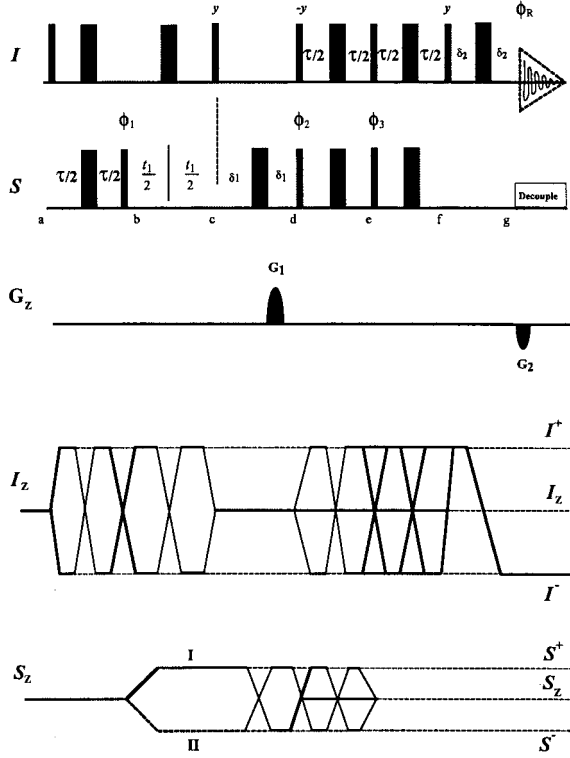 y -y y ϕR
I τ/2 τ/2 τ/2 τ/2 δ2 δ2
ϕ1 ϕ2 ϕ3
S τ/2 τ/2 t1/2 t1/2 δ1 δ1 Decouple
a b c d e f g
G1
GZ
G2
I+
IZ IZ
I-
I S+
SZ SZ
II S-